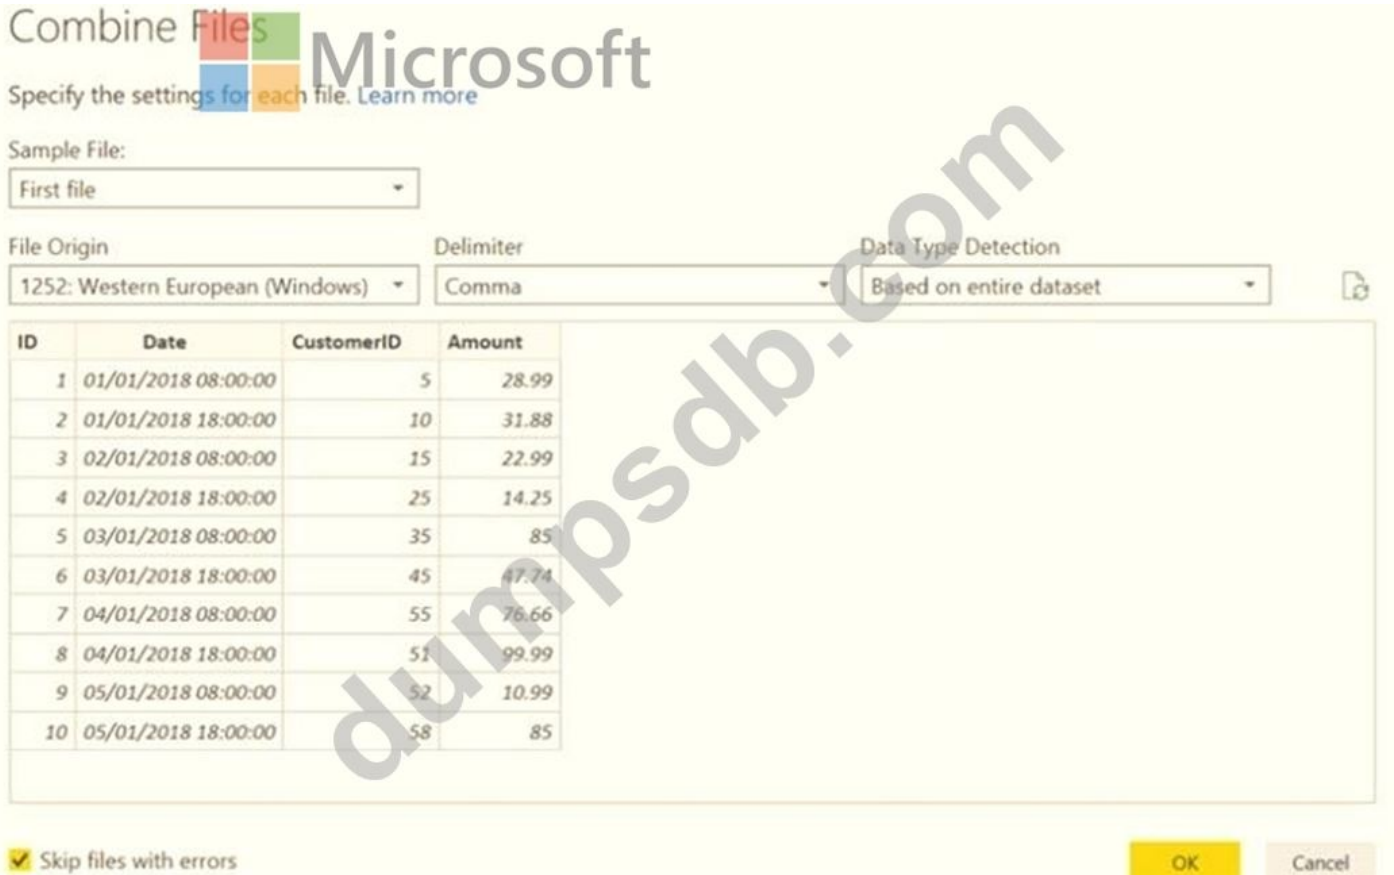 Combine Files
Microsoft
Specify the settings for each file. Learn more
Sample File:
First file
File Origin Delimiter Data Type Detection
1252: Western European (Windows) Comma Based on entire dataset
ID Date CustomerID Amount
1 01/01/2018 08:00:00 5 28.99
2 01/01/2018 18:00:00 10 31.88
3 02/01/2018 08:00:00 15 22.99
4 02/01/2018 18:00:00 25 14.25
5 03/01/2018 08:00:00 35 85
6 03/01/2018 18:00:00 45 47.74
7 04/01/2018 08:00:00 55 76.66
8 04/01/2018 18:00:00 51 99.99
9 05/01/2018 08:00:00 52 10.99
10 05/01/2018 18:00:00 58 85
dumpsdb.com
Skip files with errors OK Cancel